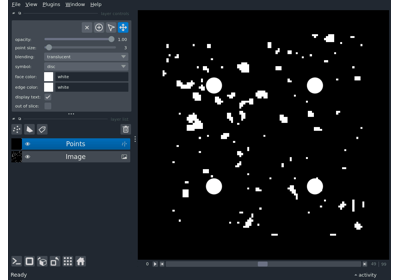 File View Plugins Window Help
opacity: 1.00
point size: 3
blending: translucent
symbol: disc
face color: white
edge color: white
display text: ✓
out of slice:
Points
Image
0
Ready
activity